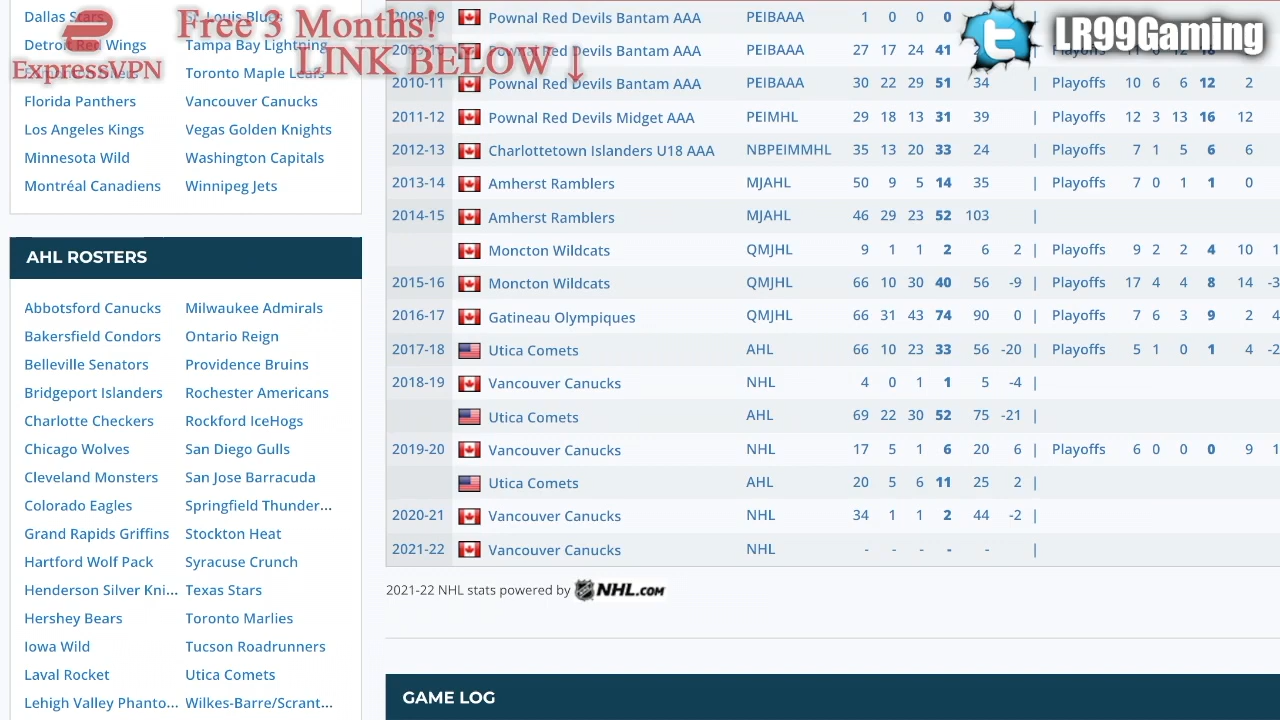 Dallas Stars St. Louis Blues
Detroit Red Wings Tampa Bay Lightning
Toronto Maple Leafs
Florida Panthers Vancouver Canucks
Los Angeles Kings Vegas Golden Knights
Minnesota Wild Washington Capitals
Montréal Canadiens Winnipeg Jets
ExpressVPN
Free 3 Months!
LINK BELOW ↓
LR99Gaming
AHL ROSTERS
Abbotsford Canucks Milwaukee Admirals
Bakersfield Condors Ontario Reign
Belleville Senators Providence Bruins
Bridgeport Islanders Rochester Americans
Charlotte Checkers Rockford IceHogs
Chicago Wolves San Diego Gulls
Cleveland Monsters San Jose Barracuda
Colorado Eagles Springfield Thunder...
Grand Rapids Griffins Stockton Heat
Hartford Wolf Pack Syracuse Crunch
Henderson Silver Kni... Texas Stars
Hershey Bears Toronto Marlies
Iowa Wild Tucson Roadrunners
Laval Rocket Utica Comets
Lehigh Valley Phanto... Wilkes-Barre/Scrant...
2008-09 Pownal Red Devils Bantam AAA PEIBAAA 1 0 0 0
Pownal Red Devils Bantam AAA PEIBAAA 27 17 24 41
2010-11 Pownal Red Devils Bantam AAA PEIBAAA 30 22 29 51 34 | Playoffs 10 6 6 12 2
2011-12 Pownal Red Devils Midget AAA PEIMHL 29 18 13 31 39 | Playoffs 12 3 13 16 12
2012-13 Charlottetown Islanders U18 AAA NBPEIMMHL 35 13 20 33 24 | Playoffs 7 1 5 6 6
2013-14 Amherst Ramblers MJAHL 50 9 5 14 35 | Playoffs 7 0 1 1 0
2014-15 Amherst Ramblers MJAHL 46 29 23 52 103 |
Moncton Wildcats QMJHL 9 1 1 2 6 2 | Playoffs 9 2 2 4 10 1
2015-16 Moncton Wildcats QMJHL 66 10 30 40 56 -9 | Playoffs 17 4 4 8 14 -3
2016-17 Gatineau Olympiques QMJHL 66 31 43 74 90 0 | Playoffs 7 6 3 9 2 4
2017-18 Utica Comets AHL 66 10 23 33 56 -20 | Playoffs 5 1 0 1 4 -2
2018-19 Vancouver Canucks NHL 4 0 1 1 5 -4 |
Utica Comets AHL 69 22 30 52 75 -21 |
2019-20 Vancouver Canucks NHL 17 5 1 6 20 6 | Playoffs 6 0 0 0 9 1
Utica Comets AHL 20 5 6 11 25 2 |
2020-21 Vancouver Canucks NHL 34 1 1 2 44 -2 |
2021-22 Vancouver Canucks NHL - - - - - |
2021-22 NHL stats powered by NHL.COM
GAME LOG